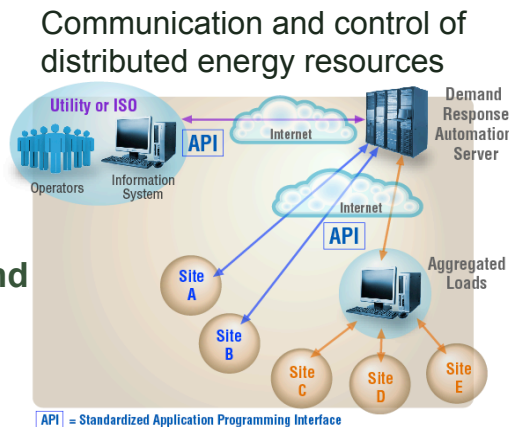 Communication and control of
distributed energy resources
Utility or ISO
Operators
Information
System
API
Internet
Demand
Response
Automation
Server
Internet
API
nd
Site
A
Site
B
Aggregated
Loads
Site
C
Site
D
Site
E
API = Standardized Application Programming Interface